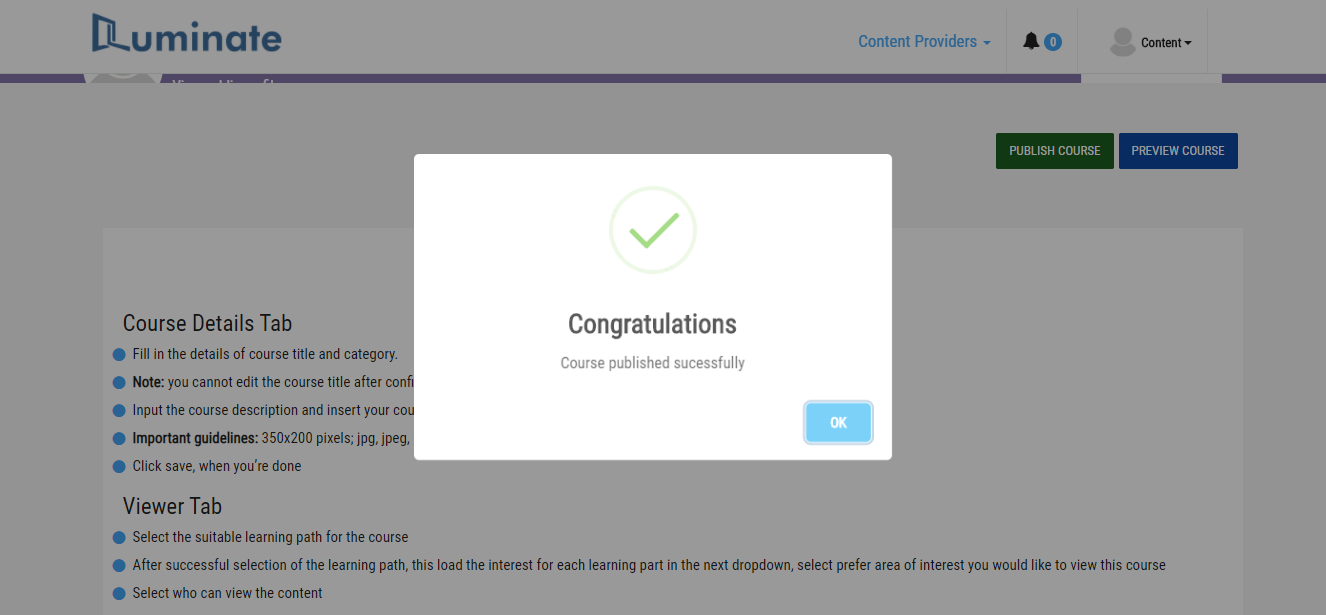 Luminate
Content Providers
0
Content
PUBLISH COURSE
PREVIEW COURSE
Congratulations
Course published sucessfully
OK
Course Details Tab
Fill in the details of course title and category.
Note: you cannot edit the course title after confi
Input the course description and insert your cou
Important guidelines: 350x200 pixels; jpg, jpeg,
Click save, when you’re done
Viewer Tab
Select the suitable learning path for the course
After successful selection of the learning path, this load the interest for each learning part in the next dropdown, select prefer area of interest you would like to view this course
Select who can view the content